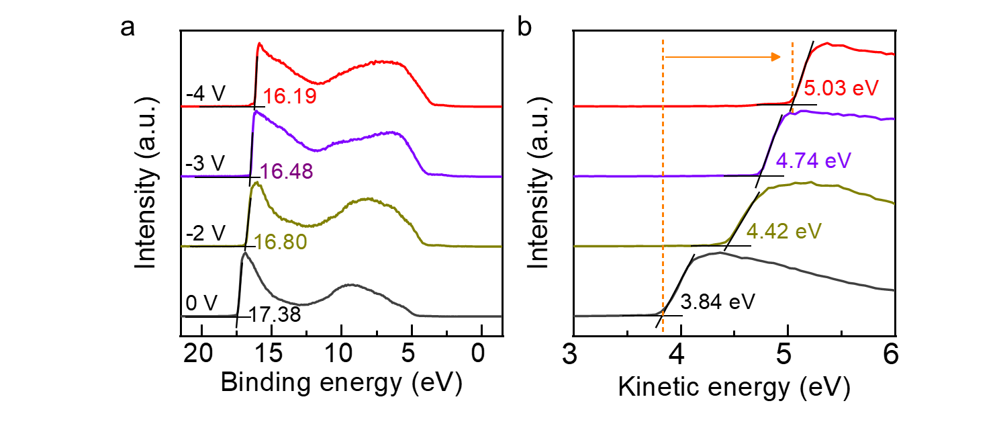 a
Intensity (a.u.)
-4 V
16.19
-3 V
16.48
-2 V
16.80
0 V
17.38
20 15 10 5 0
Binding energy (eV)
b
Intensity (a.u.)
5.03 eV
4.74 eV
4.42 eV
3.84 eV
3 4 5 6
Kinetic energy (eV)